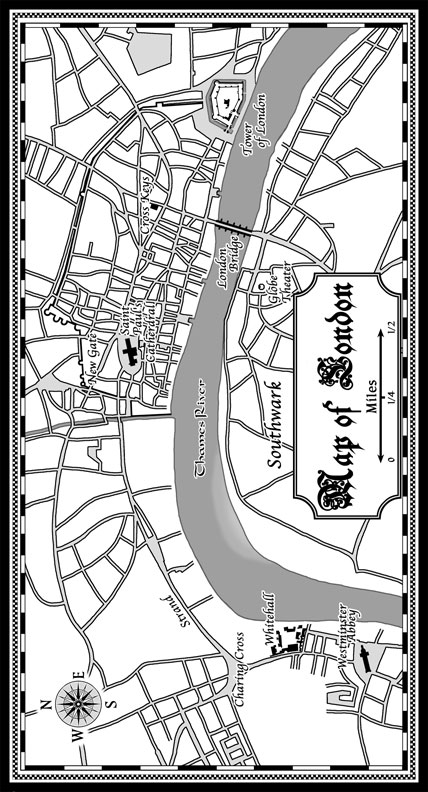 N
W
E
S
New Gate
Saint
Paul's
Cathedral
Cross Keys
Strand
Thames River
London
Bridge
Tower
of London
Charing Cross
Whitehall
Southwark
Globe
Theater
Westminster
Abbey
Map of London
Miles
0 1/4 1/2